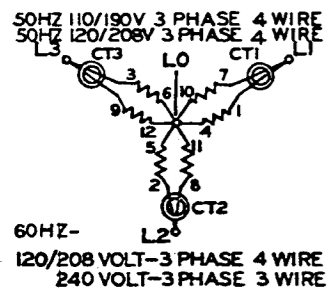 50HZ 110/190V 3 PHASE 4 WIRE
50HZ 120/208V 3 PHASE 4 WIRE
L3 CT3 L0 CT1 L1
3 6 10 7
9 12 4 1
5 11
2 8
CT2
L2
60HZ-
120/208 VOLT-3 PHASE 4 WIRE
240 VOLT-3 PHASE 3 WIRE